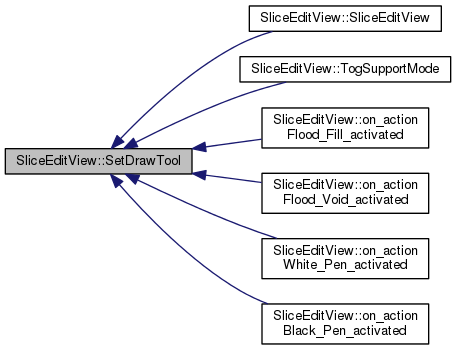 SliceEditView::SliceEditView
SliceEditView::TogSupportMode
SliceEditView::on_action
Flood_Fill_activated
SliceEditView::SetDrawTool
SliceEditView::on_action
Flood_Void_activated
SliceEditView::on_action
White_Pen_activated
SliceEditView::on_action
Black_Pen_activated